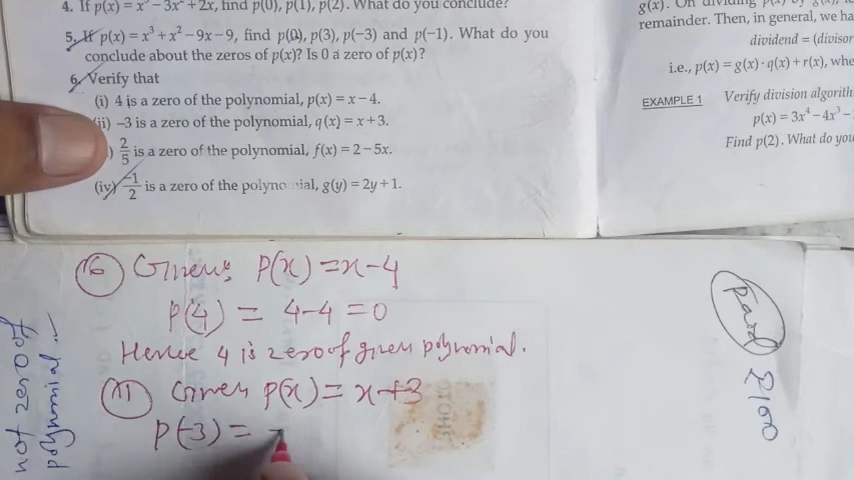 4. If p(x) = x³ – 3x² + 2x, find p(0), p(1), p(2). What do you conclude?
5. If p(x) = x³ + x² – 9x – 9, find p(0), p(3), p(–3) and p(–1). What do you
conclude about the zeros of p(x)? Is 0 a zero of p(x)?
6. Verify that
(i) 4 is a zero of the polynomial, p(x) = x – 4.
(ii) –3 is a zero of the polynomial, q(x) = x + 3.
) 2/5 is a zero of the polynomial, f(x) = 2 – 5x.
(iv) –1/2 is a zero of the polynomial, g(y) = 2y + 1.
g(x). On dividing p(x) by g(x),
remainder. Then, in general, we ha
dividend = (divisor
i.e., p(x) = g(x) · q(x) + r(x), whe
EXAMPLE 1 Verify division algorith
p(x) = 3x⁴ – 4x³ –
Find p(2). What do you
(6) Given, P(x) = x – 4
P(4) = 4 – 4 = 0
Hence 4 is zero of given polynomial.
(ii) Given P(x) = x + 3
P(-3) = -
not zero of
polynomial